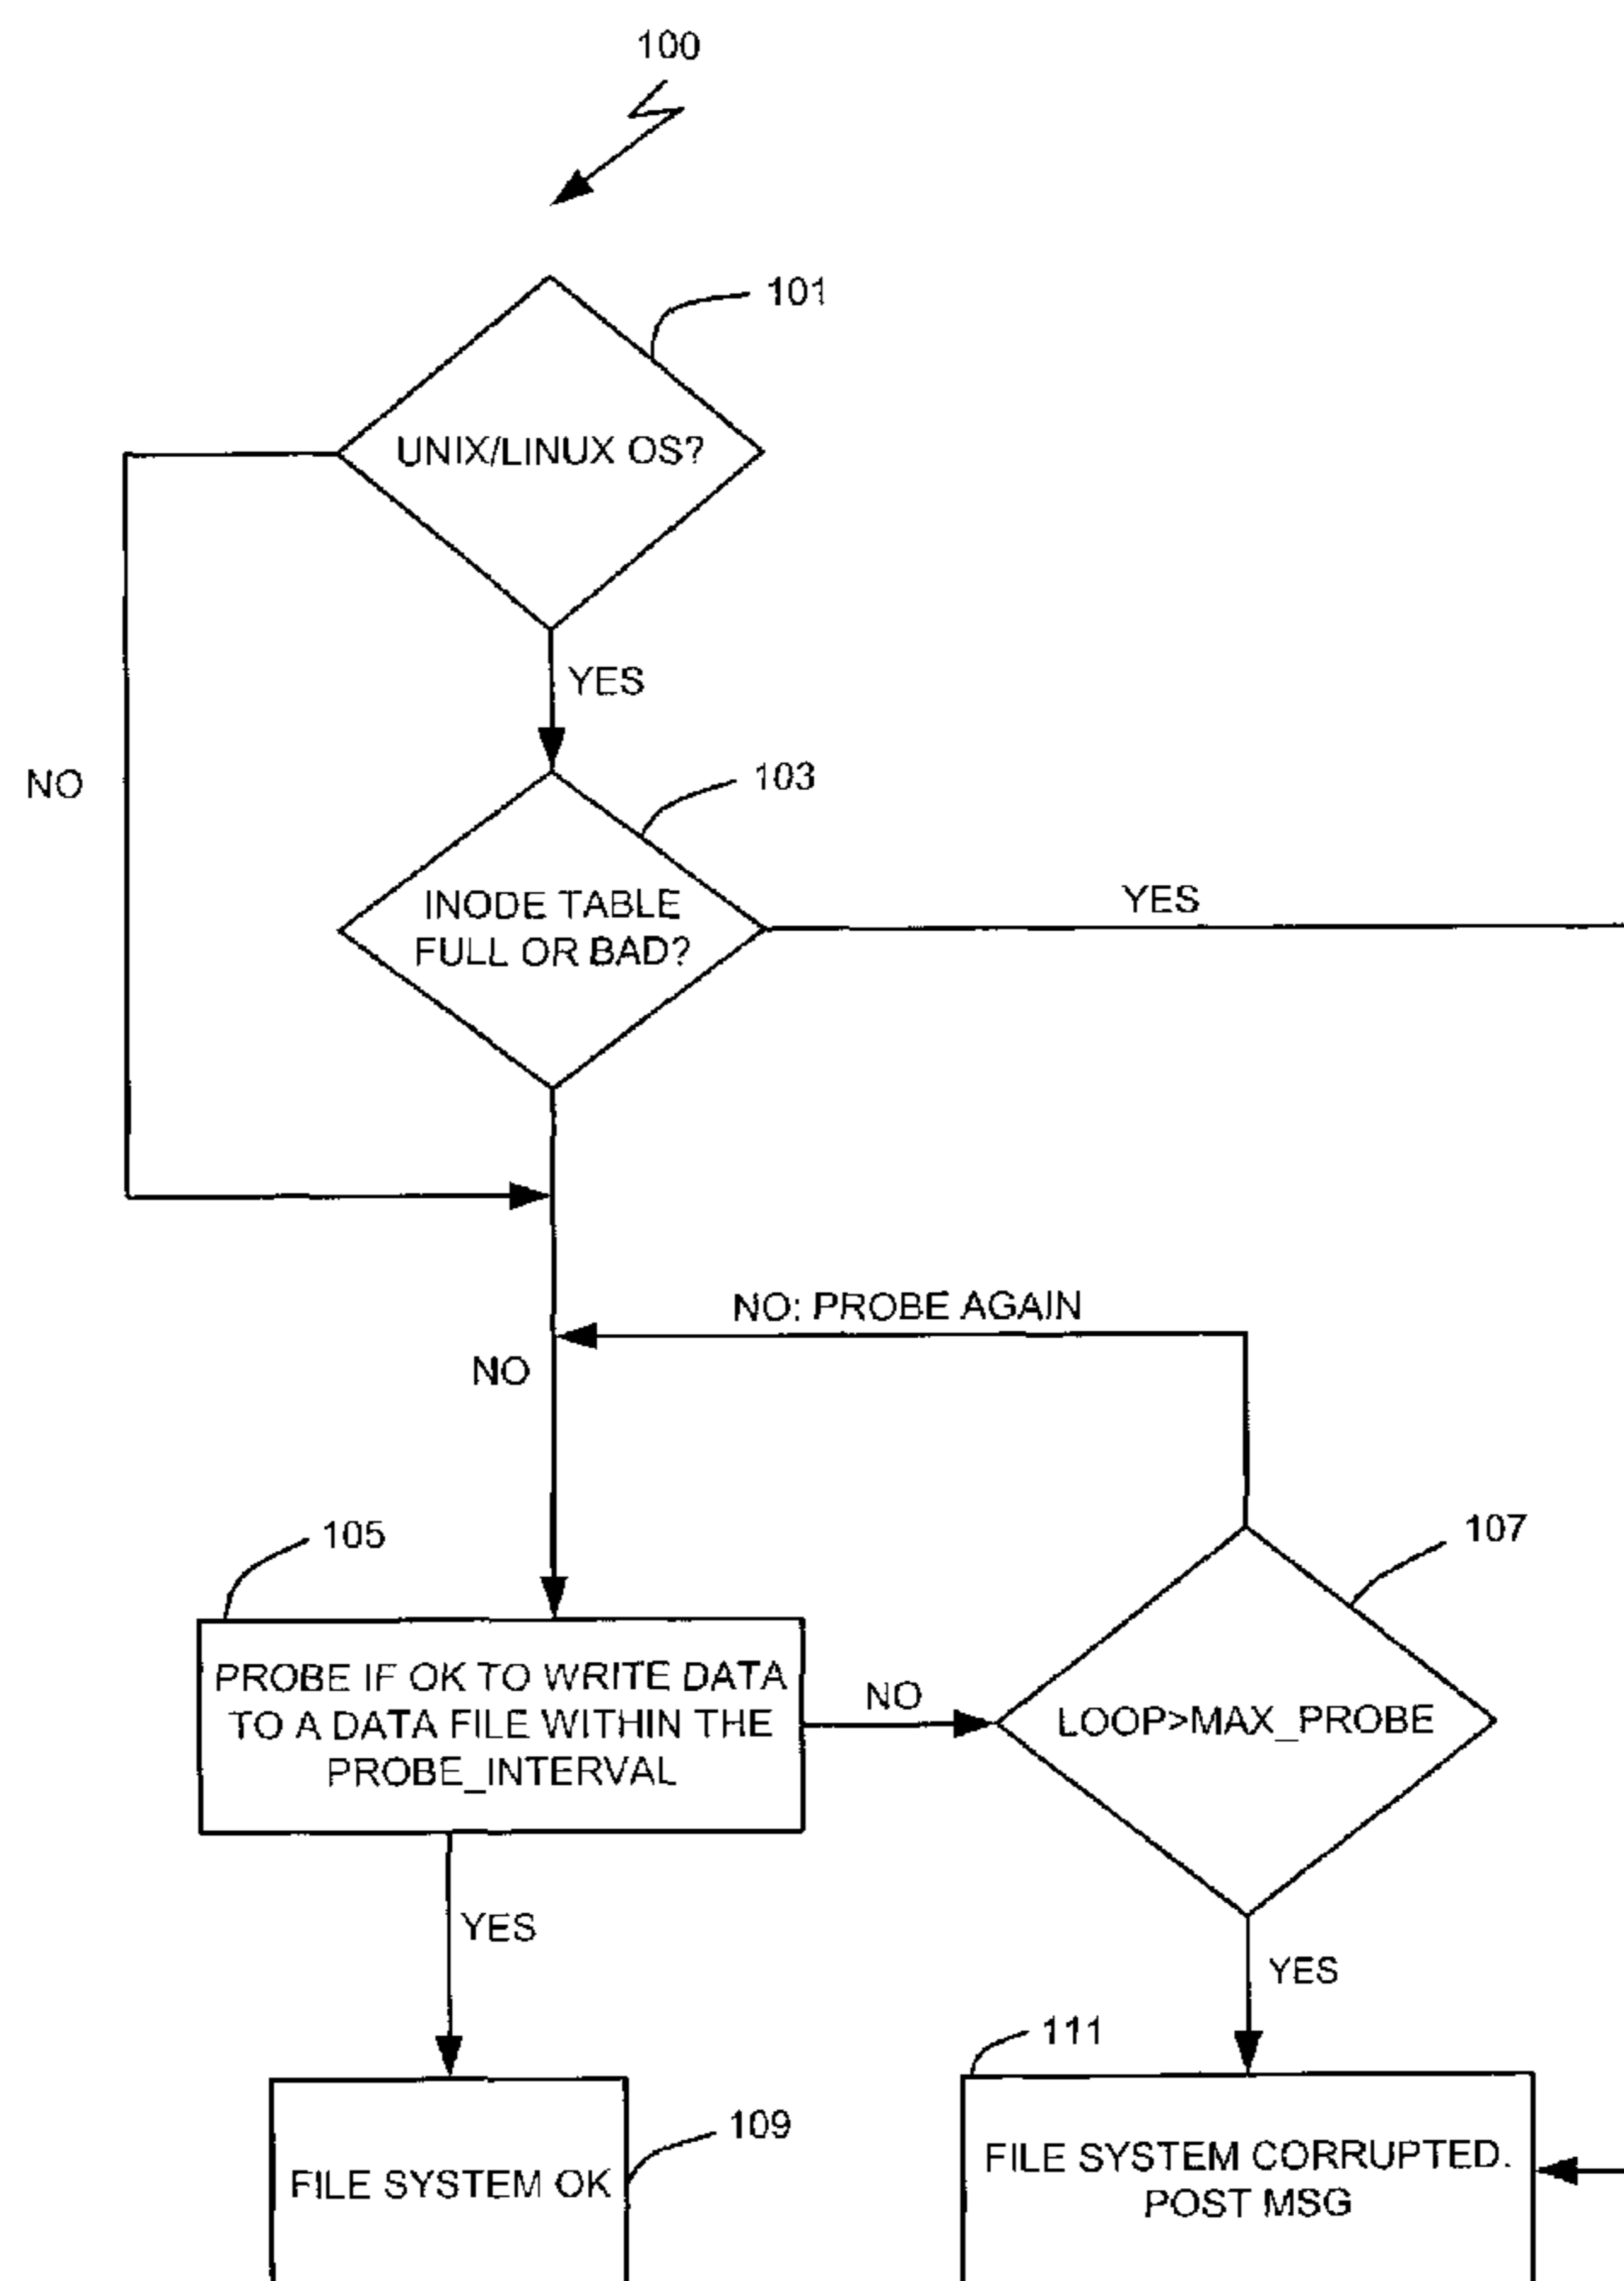 100
101
UNIX/LINUX OS?
YES
NO
103
INODE TABLE
FULL OR BAD?
YES
NO: PROBE AGAIN
NO
105
107
PROBE IF OK TO WRITE DATA
TO A DATA FILE WITHIN THE
PROBE_INTERVAL
NO
LOOP>MAX_PROBE
YES
YES
111
109
FILE SYSTEM OK
FILE SYSTEM CORRUPTED.
POST MSG